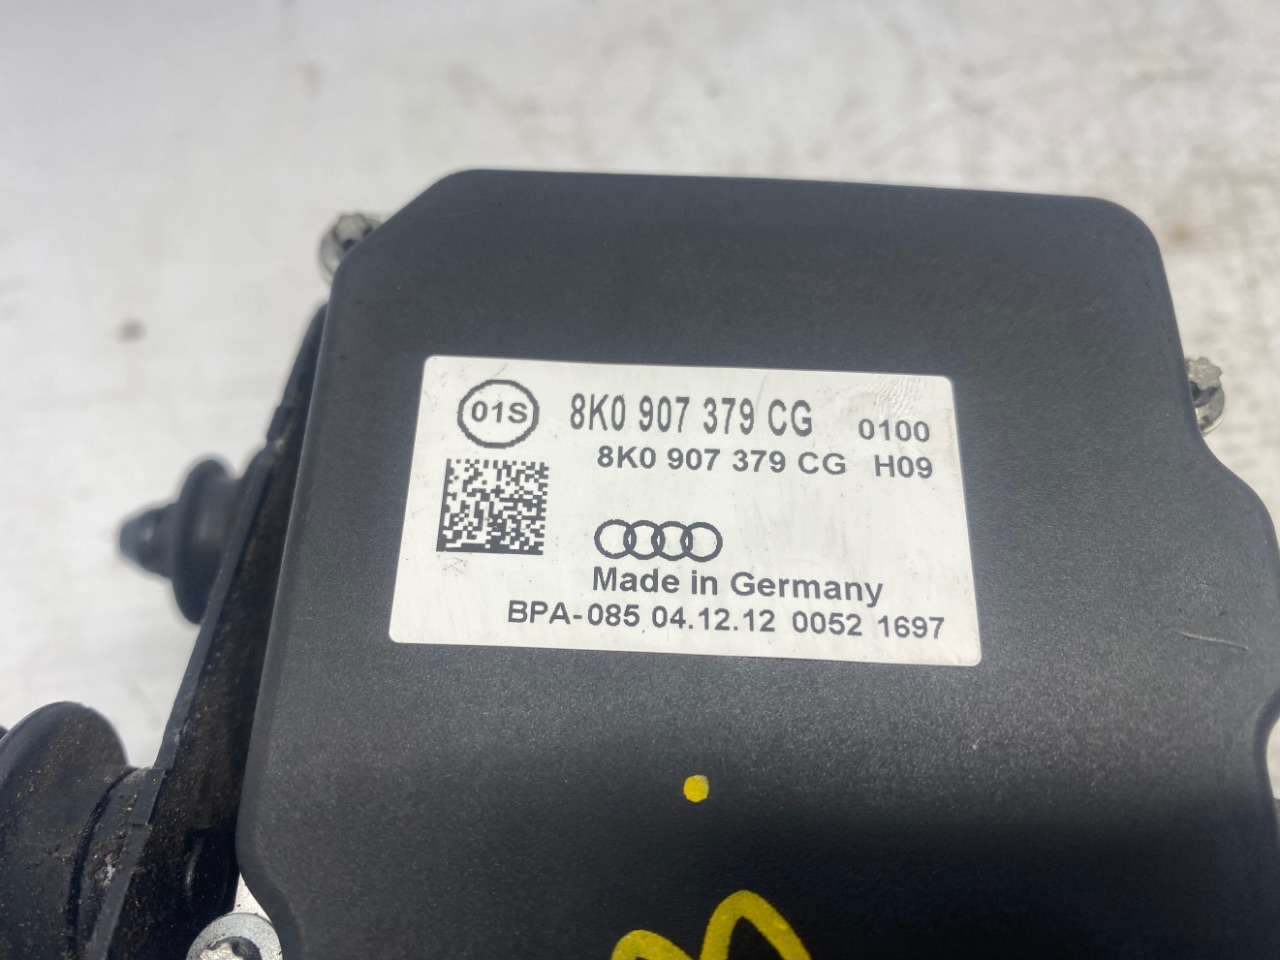 01S 8K0 907 379 CG 0100
8K0 907 379 CG H09
Made in Germany
BPA-085 04.12.12 0052 1697